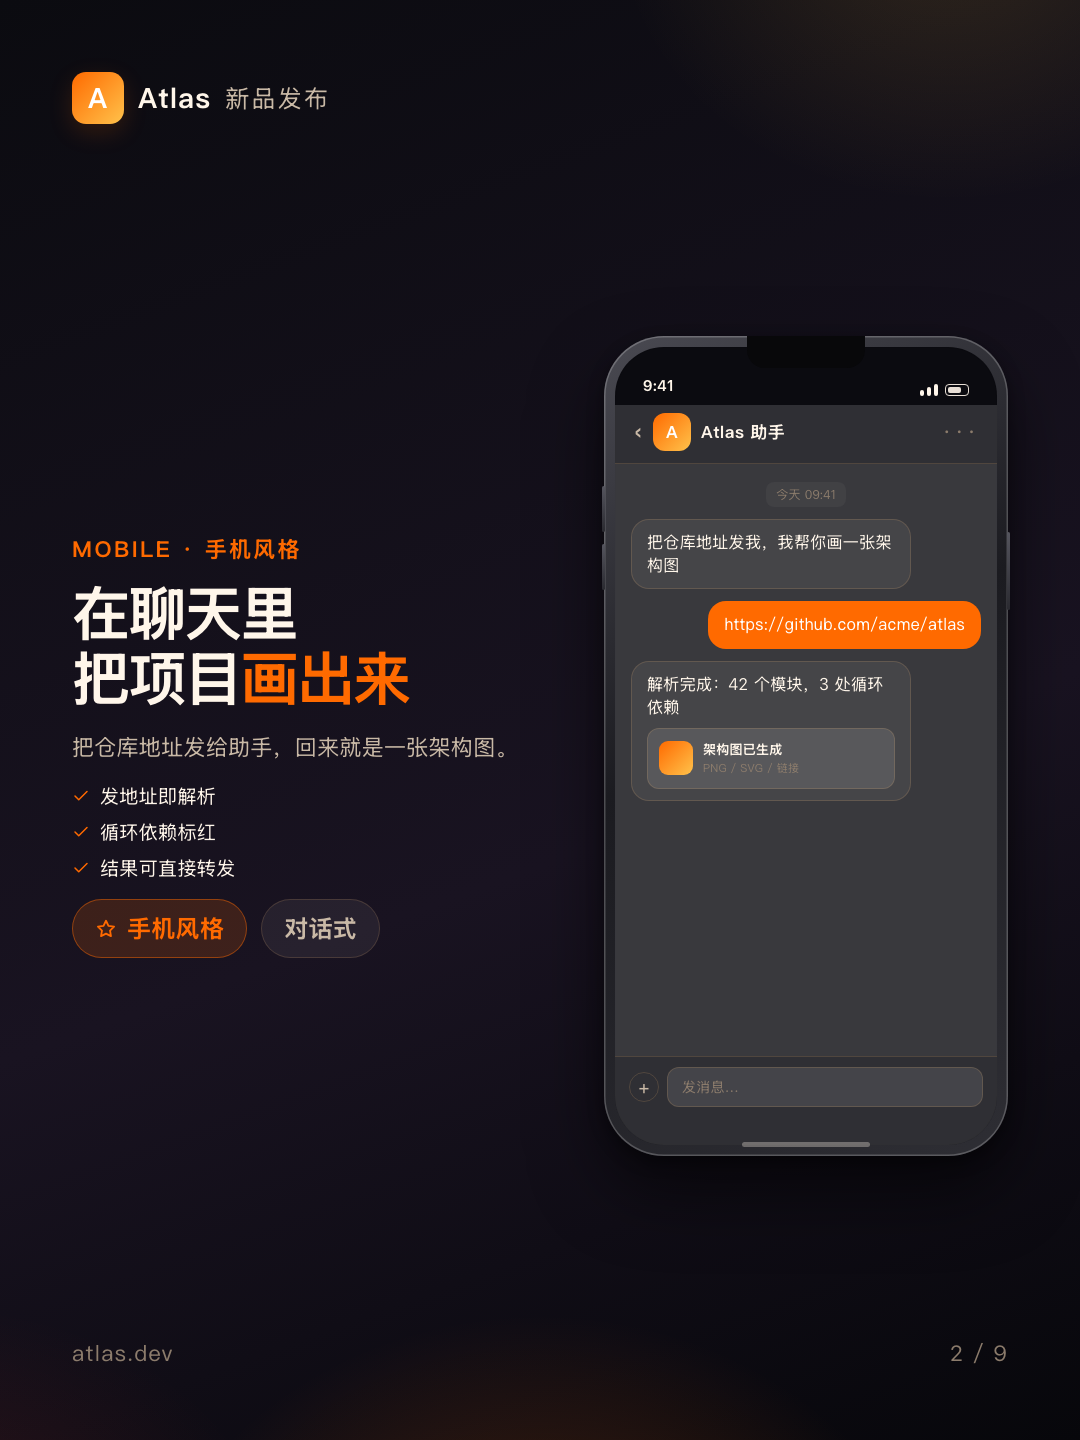 A Atlas 新品发布
MOBILE · 手机风格
在聊天里
把项目画出来
把仓库地址发给助手，回来就是一张架构图。
发地址即解析
循环依赖标红
结果可直接转发
手机风格 对话式
9:41
A Atlas 助手
今天 09:41
把仓库地址发我，我帮你画一张架
构图
https://github.com/acme/atlas
解析完成：42 个模块，3 处循环
依赖
架构图已生成
PNG / SVG / 链接
发消息...
atlas.dev
2 / 9